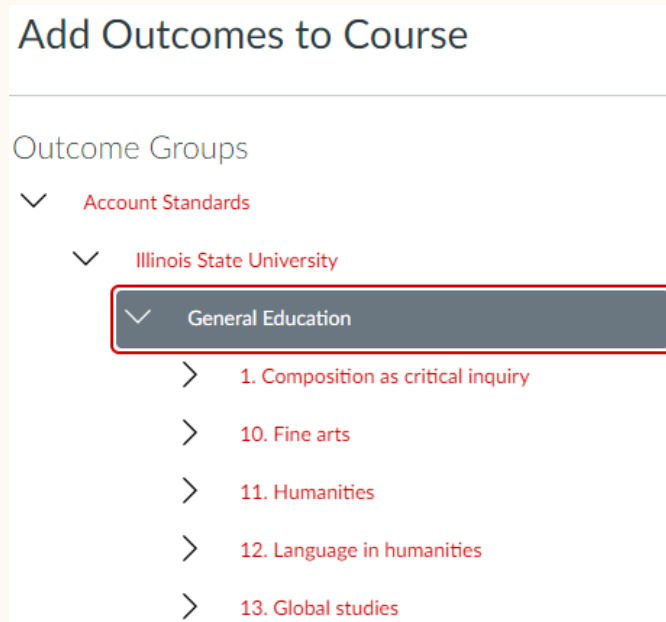 Add Outcomes to Course
Outcome Groups
Account Standards
Illinois State University
General Education
1. Composition as critical inquiry
10. Fine arts
11. Humanities
12. Language in humanities
13. Global studies